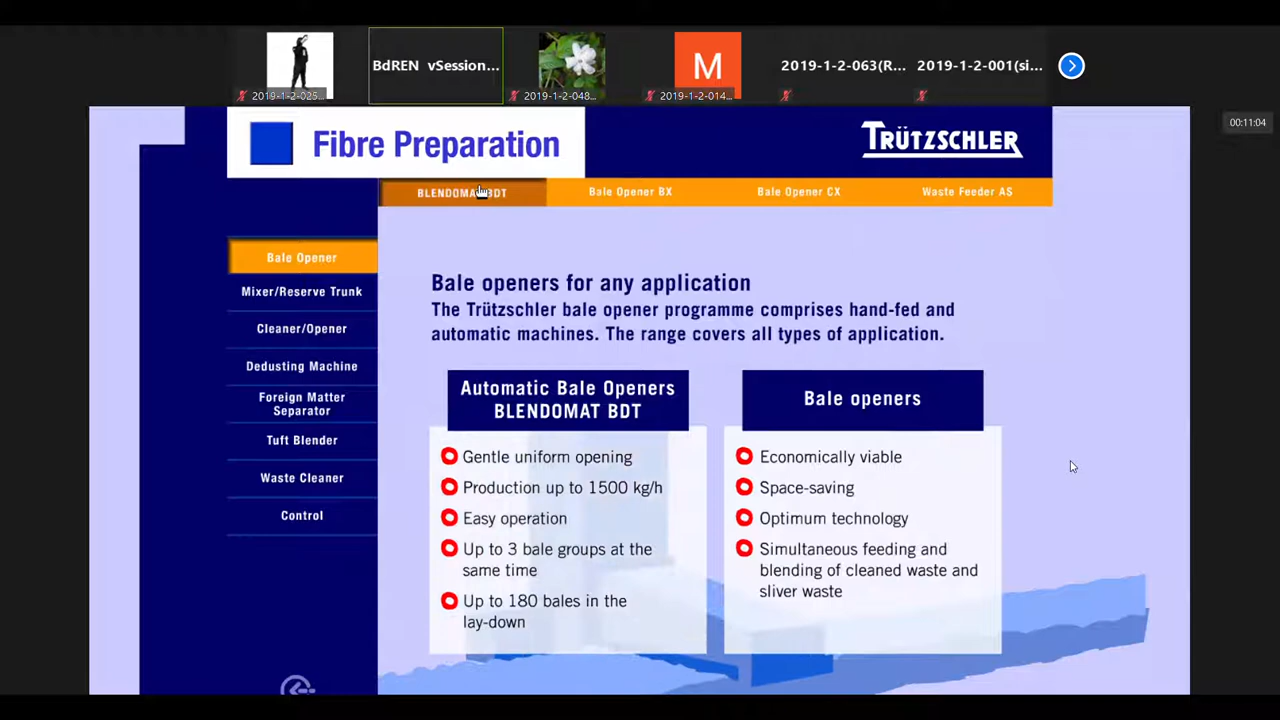 BdREN vSession...
M
2019-1-2-063(R...
2019-1-2-001(si...
2019-1-2-025...
2019-1-2-048...
2019-1-2-014...
00:11:04
Fibre Preparation
TRÜTZSCHLER
BLENDOMAT BDT
Bale Opener BX
Bale Opener CX
Waste Feeder AS
Bale Opener
Mixer/Reserve Trunk
Cleaner/Opener
Dedusting Machine
Foreign Matter
Separator
Tuft Blender
Waste Cleaner
Control
Bale openers for any application
The Trützschler bale opener programme comprises hand-fed and
automatic machines. The range covers all types of application.
Automatic Bale Openers
BLENDOMAT BDT
Gentle uniform opening
Production up to 1500 kg/h
Easy operation
Up to 3 bale groups at the
same time
Up to 180 bales in the
lay-down
Bale openers
Economically viable
Space-saving
Optimum technology
Simultaneous feeding and
blending of cleaned waste and
sliver waste